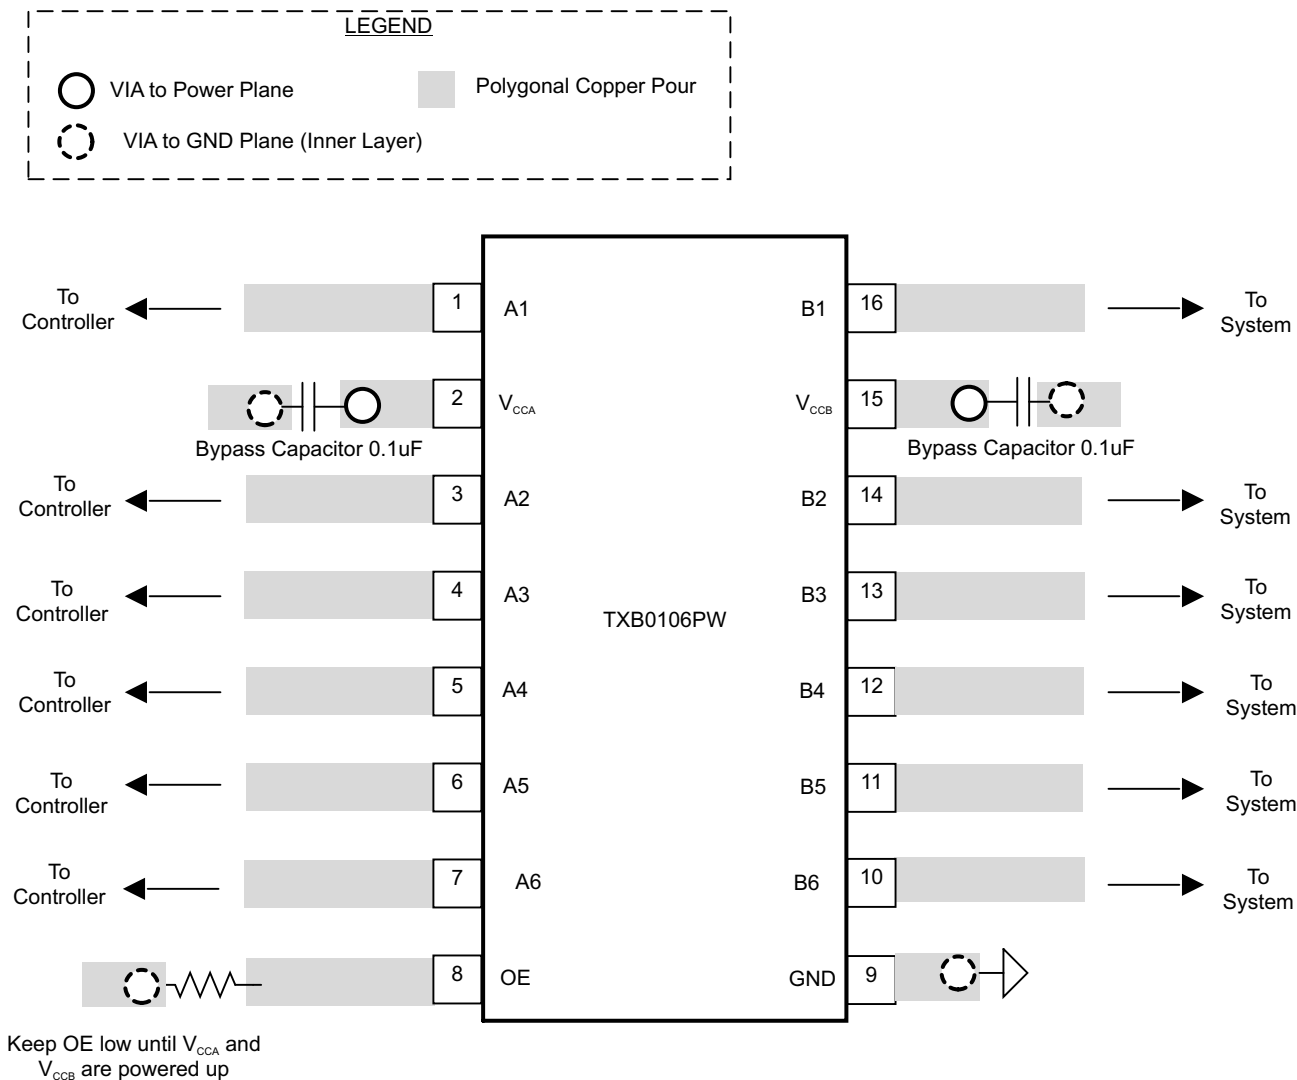 LEGEND
VIA to Power Plane
Polygonal Copper Pour
VIA to GND Plane (Inner Layer)
To
Controller
1
A1
B1
16
To
System
2
VCCA
VCCB
15
Bypass Capacitor 0.1uF
Bypass Capacitor 0.1uF
To
Controller
3
A2
B2
14
To
System
To
Controller
4
A3
B3
13
To
System
TXB0106PW
To
Controller
5
A4
B4
12
To
System
To
Controller
6
A5
B5
11
To
System
To
Controller
7
A6
B6
10
To
System
8
OE
GND
9
Keep OE low until VCCA and
VCCB are powered up